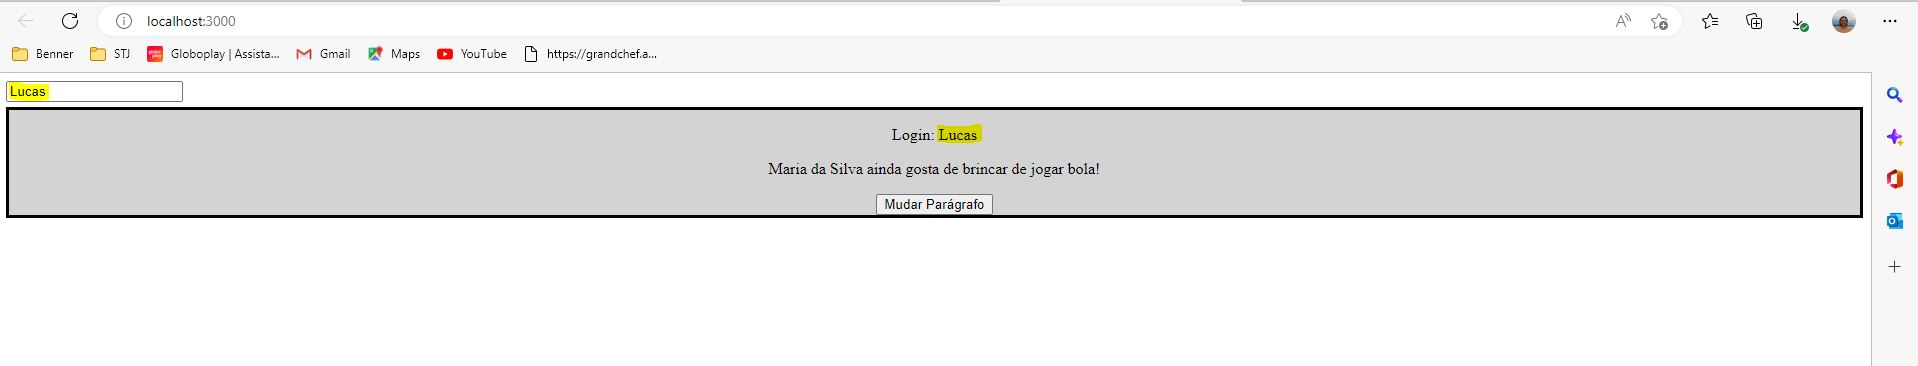 localhost:3000
Benner STJ Globoplay | Assista... Gmail Maps YouTube https://grandchef.a...
Lucas
Login: Lucas
Maria da Silva ainda gosta de brincar de jogar bola!
Mudar Parágrafo